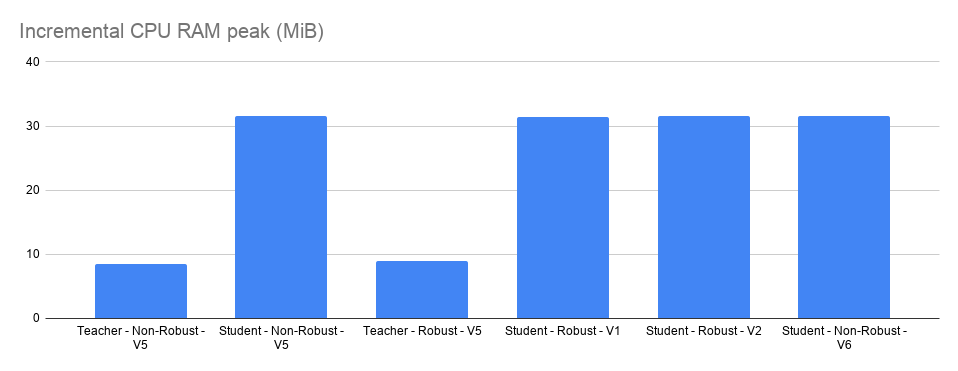 Incremental CPU RAM peak (MiB)
40
30
20
10
0
Teacher - Non-Robust -
V5
Student - Non-Robust -
V5
Teacher - Robust - V5
Student - Robust - V1
Student - Robust - V2
Student - Non-Robust -
V6